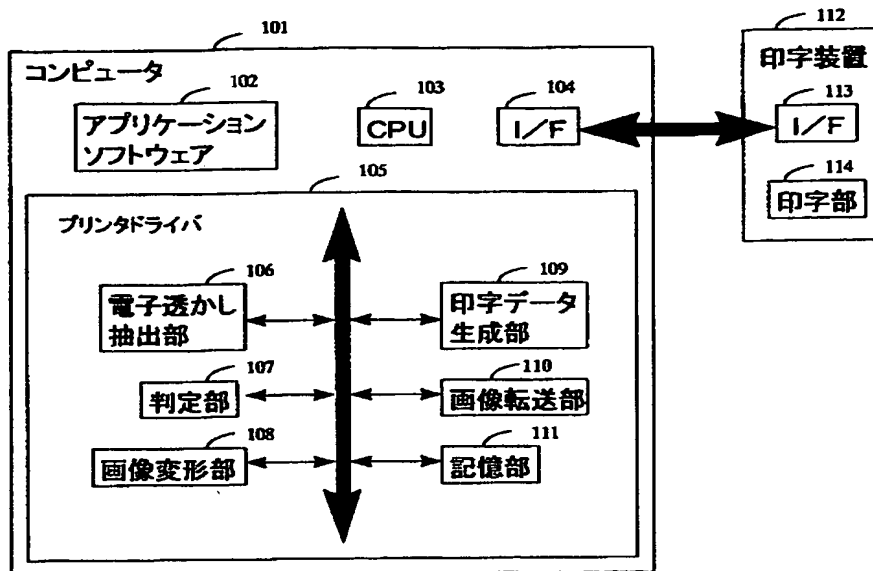 101
112
コンピュータ
印字装置
102
103
104
113
アプリケーション
ソフトウェア
CPU
I/F
I/F
114
印字部
105
プリンタドライバ
106
109
電子透かし
抽出部
印字データ
生成部
107
110
判定部
画像転送部
108
111
画像変形部
記憶部